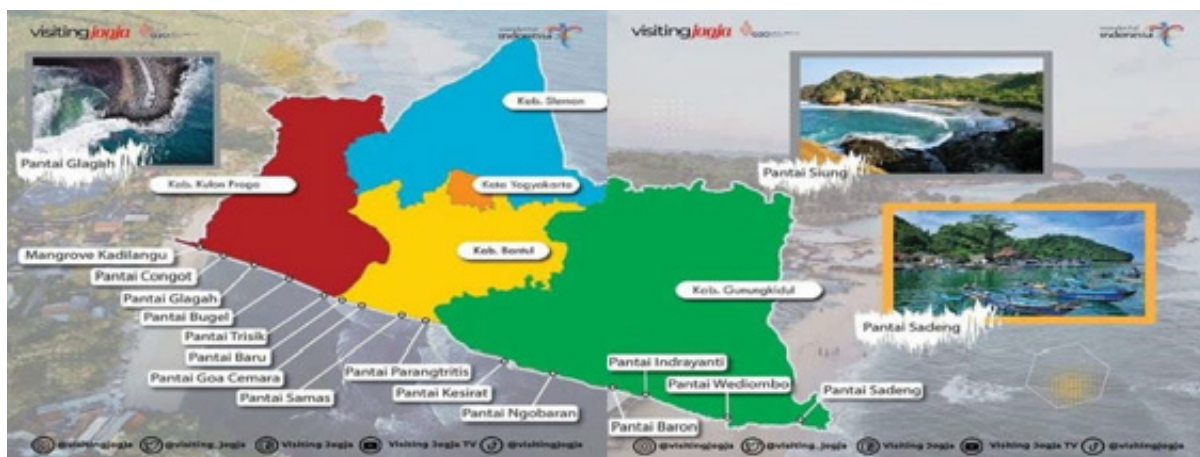 visitingjogja
visitingjogja
indonesia
indonesia
Pantai Glagah
Kab. Sleman
Kab. Kulon Progo
Kota Yogyakarta
Kab. Bantul
Kab. Gunungkidul
Mangrove Kadilangu
Pantai Congot
Pantai Glagah
Pantai Bugel
Pantai Trisik
Pantai Baru
Pantai Goa Cemara
Pantai Samas
Pantai Parangtritis
Pantai Kesirat
Pantai Ngobaran
Pantai Baron
Pantai Indrayanti
Pantai Wediombo
Pantai Sadeng
Pantai Siung
Pantai Sadeng
@visitingjogja @visiting_jogja Visiting Jogja Visiting Jogja TV @visitingjogja
@visitingjogja @visiting_jogja Visiting Jogja Visiting Jogja TV @visitingjogja